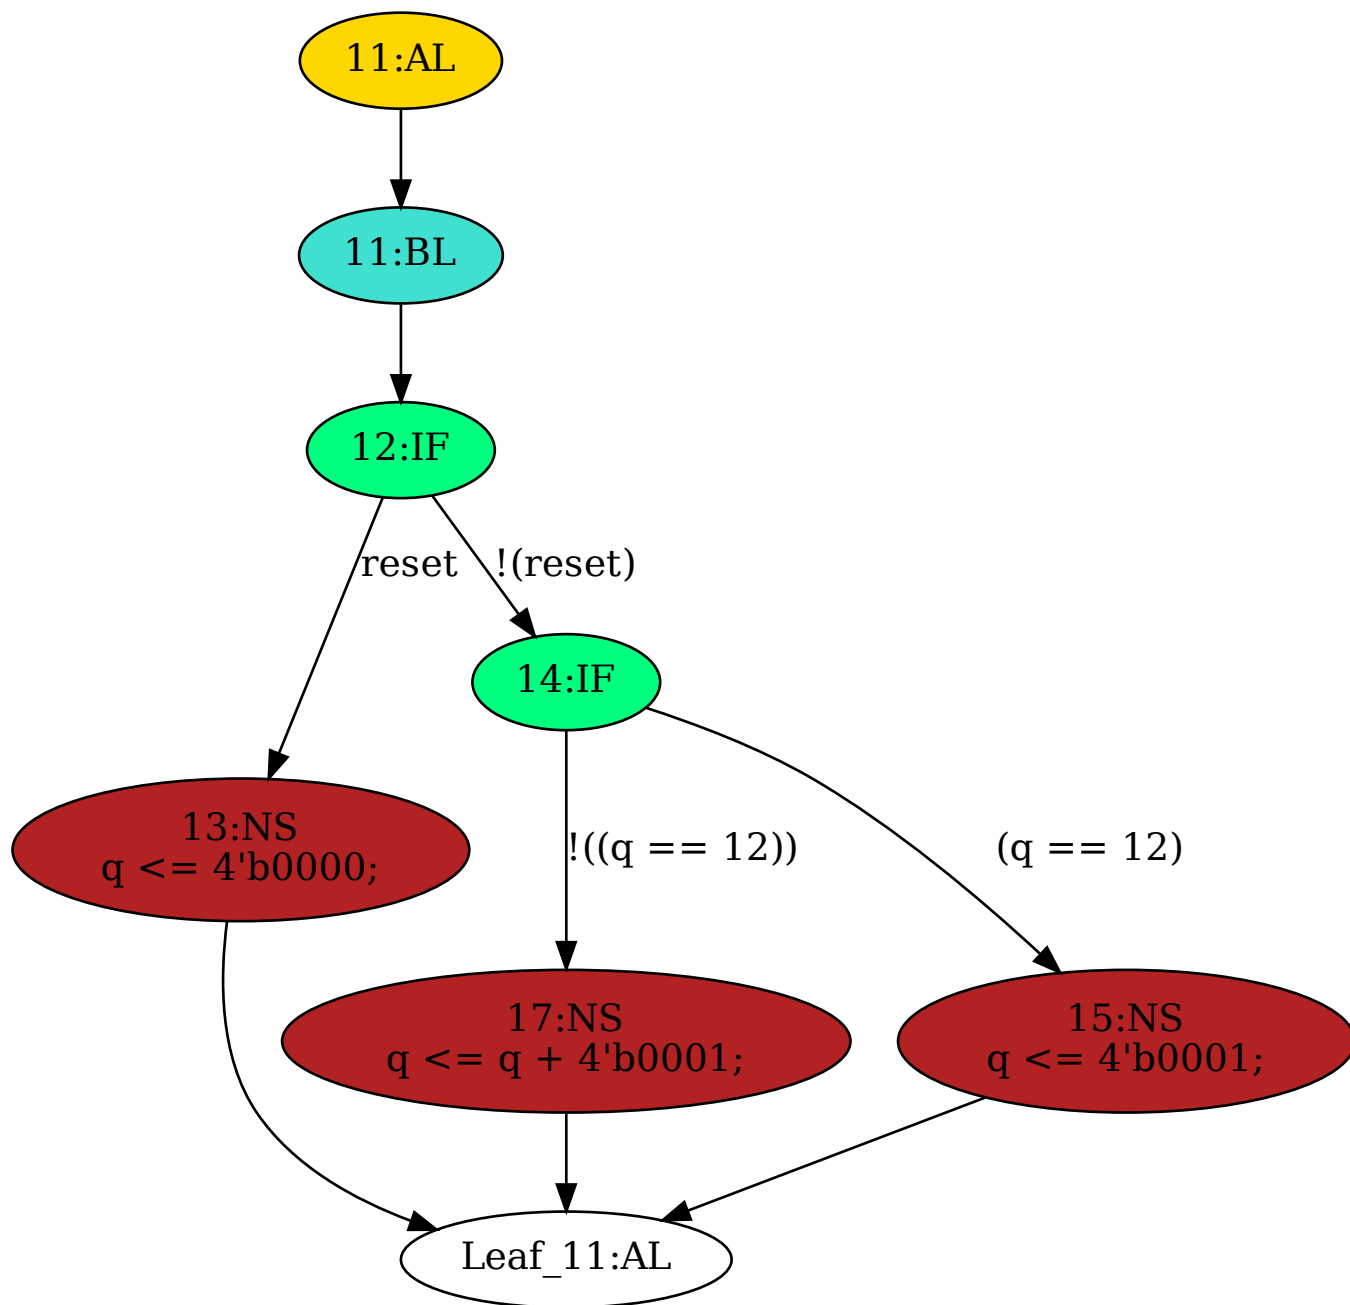 11:AL
11:BL
12:IF
reset
!(reset)
14:IF
13:NS
q <= 4'b0000;
!((q == 12))
(q == 12)
17:NS
q <= q + 4'b0001;
15:NS
q <= 4'b0001;
Leaf_11:AL